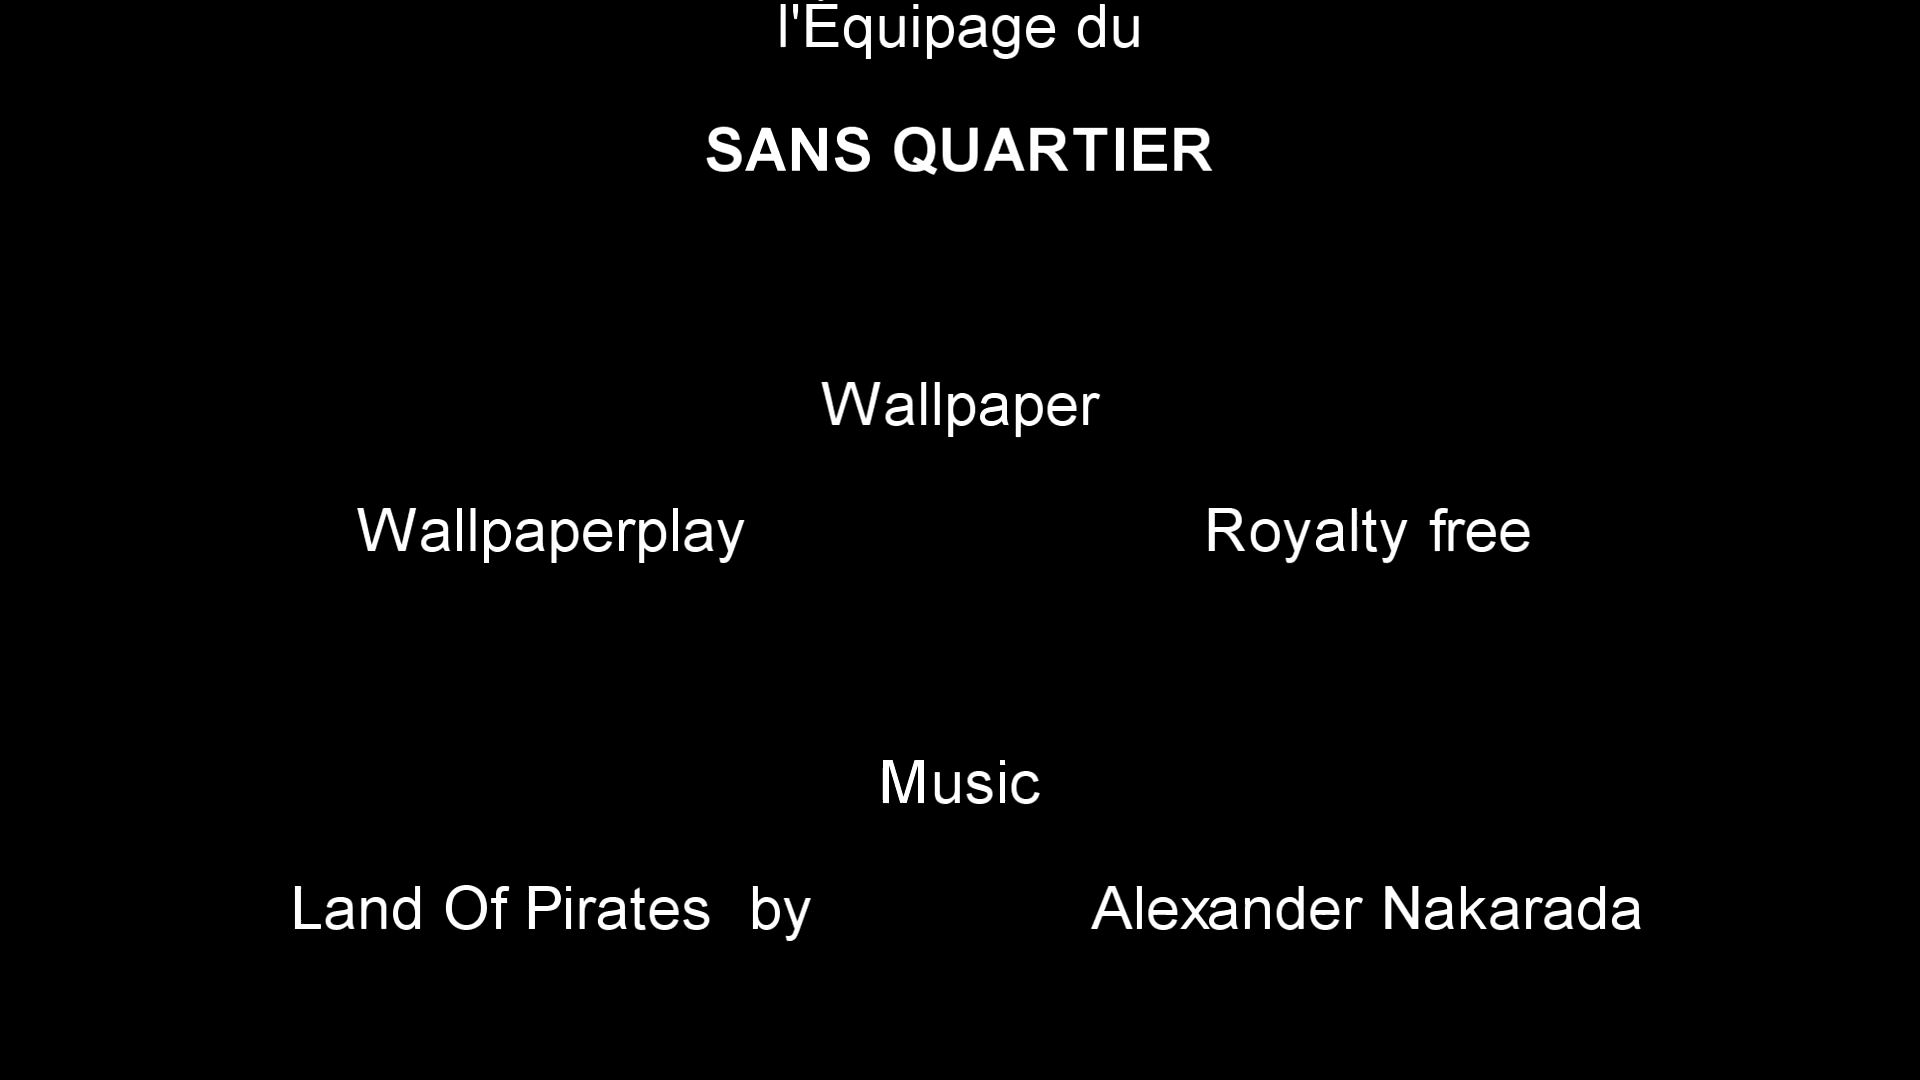 l'Équipage du
SANS QUARTIER
Wallpaper
Wallpaperplay Royalty free
Music
Land Of Pirates  by Alexander Nakarada